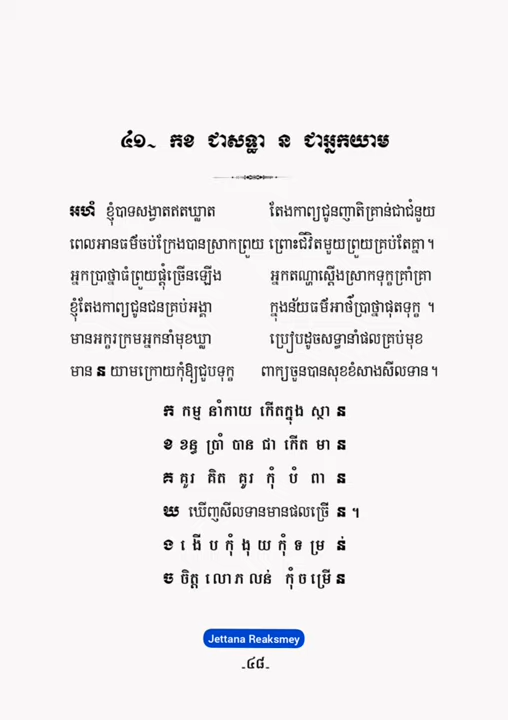 ៤១~ កខ ជាសទ្ធា ន ជាអ្នកយាម
អហំ ខ្ញុំបាទសង្វាតឥតឃ្លាត តែងកាព្យជូនញាតិគ្រាន់ជាជំនួយ
ពេលអានធម៌ចប់ក្រែងបានស្រាកព្រួយ ព្រោះជីវិតមួយព្រួយគ្រប់តែគ្នា។
អ្នកប្រាថ្នាធំព្រួយផ្តុំច្រើនឡើង អ្នកតណ្ហាស្តើងស្រាកទុក្ខគ្រាំគ្រា
ខ្ញុំតែងកាព្យជូនជនគ្រប់អង្គា ក្នុងន័យធម៌អាថ៌ប្រាថ្នាផុតទុក្ខ ។
មានអក្ខរក្រមអ្នកនាំមុខឃ្លា ប្រៀបដូចសទ្ធានាំផលគ្រប់មុខ
មាន ន យាមក្រោយកុំឱ្យជួបទុក្ខ ពាក្យចួនបានសុខខំសាងសីលទាន។
ក កម្ម នាំកាយ កើតក្នុង ស្ថា ន
ខ ខន្ធ ប្រាំ បាន ជា កើត មា ន
គ គួរ គិត គួរ កុំ បំ ពា ន
ឃ ឃើញសីលទានមានផលច្រើ ន ។
ង ងើ ប កុំ ងុ យ កុំ ទ ម្រ ន់
ច ចិត្ត លោភ លន់ កុំ ច ម្រើ ន
Jettana Reaksmey
-៤៨-